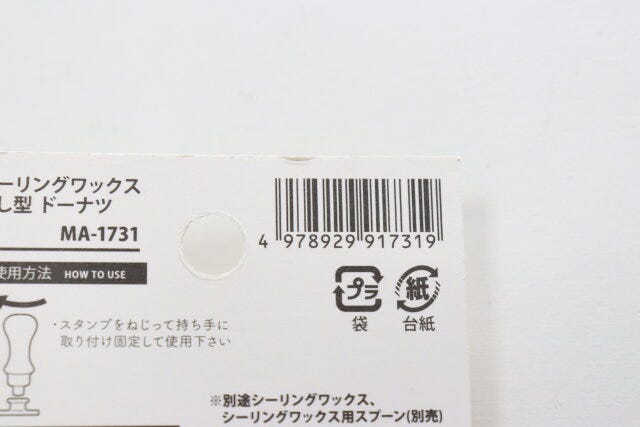 ーリングワックス
し型 ドーナツ
MA-1731
使用方法 HOW TO USE
・スタンプをねじって持ち手に
取り付け固定して使用下さい
4 978929 917319
プラ 紙
袋 台紙
※別途シーリングワックス、
シーリングワックス用スプーン(別売)